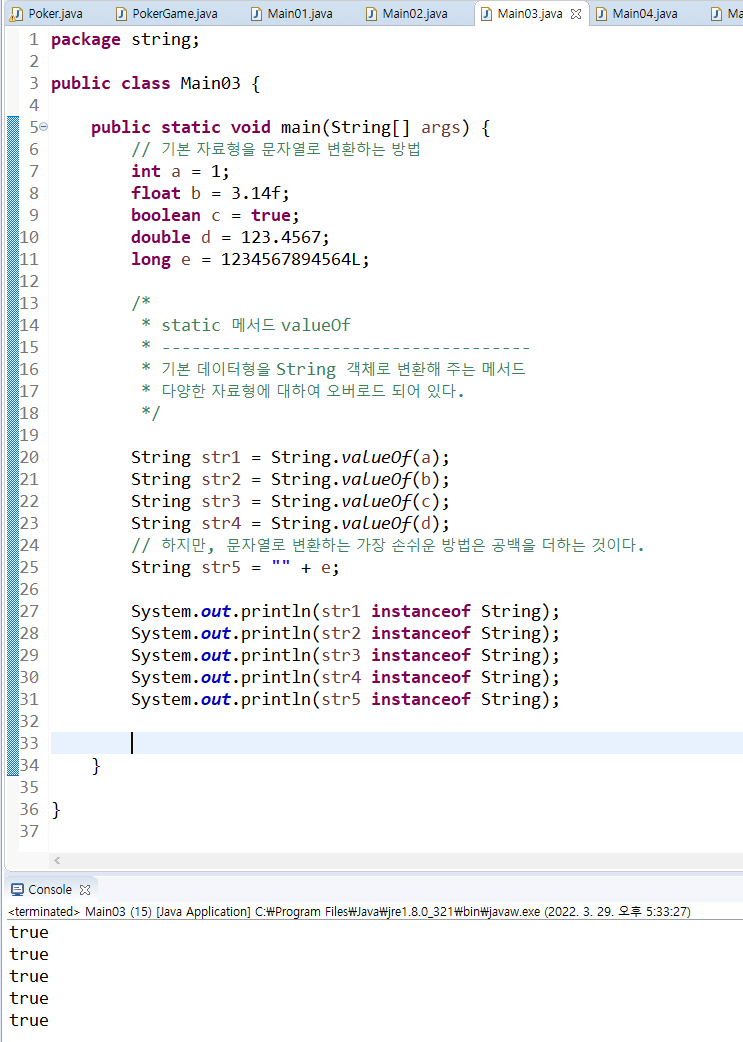 Poker.java PokerGame.java Main01.java Main02.java Main03.java Main04.java Ma
1 package string;
2
3 public class Main03 {
4
5 public static void main(String[] args) {
6 // 기본 자료형을 문자열로 변환하는 방법
7 int a = 1;
8 float b = 3.14f;
9 boolean c = true;
10 double d = 123.4567;
11 long e = 1234567894564L;
12
13 /*
14 * static 메서드 valueOf
15 * -------------------------------------
16 * 기본 데이터형을 String 객체로 변환해 주는 메서드
17 * 다양한 자료형에 대하여 오버로드 되어 있다.
18 */
19
20 String str1 = String.valueOf(a);
21 String str2 = String.valueOf(b);
22 String str3 = String.valueOf(c);
23 String str4 = String.valueOf(d);
24 // 하지만, 문자열로 변환하는 가장 손쉬운 방법은 공백을 더하는 것이다.
25 String str5 = "" + e;
26
27 System.out.println(str1 instanceof String);
28 System.out.println(str2 instanceof String);
29 System.out.println(str3 instanceof String);
30 System.out.println(str4 instanceof String);
31 System.out.println(str5 instanceof String);
32
33
34 }
35
36 }
37
Console
<terminated> Main03 (15) [Java Application] C:₩Program Files₩Java₩jre1.8.0_321₩bin₩javaw.exe (2022. 3. 29. 오후 5:33:27)
true
true
true
true
true